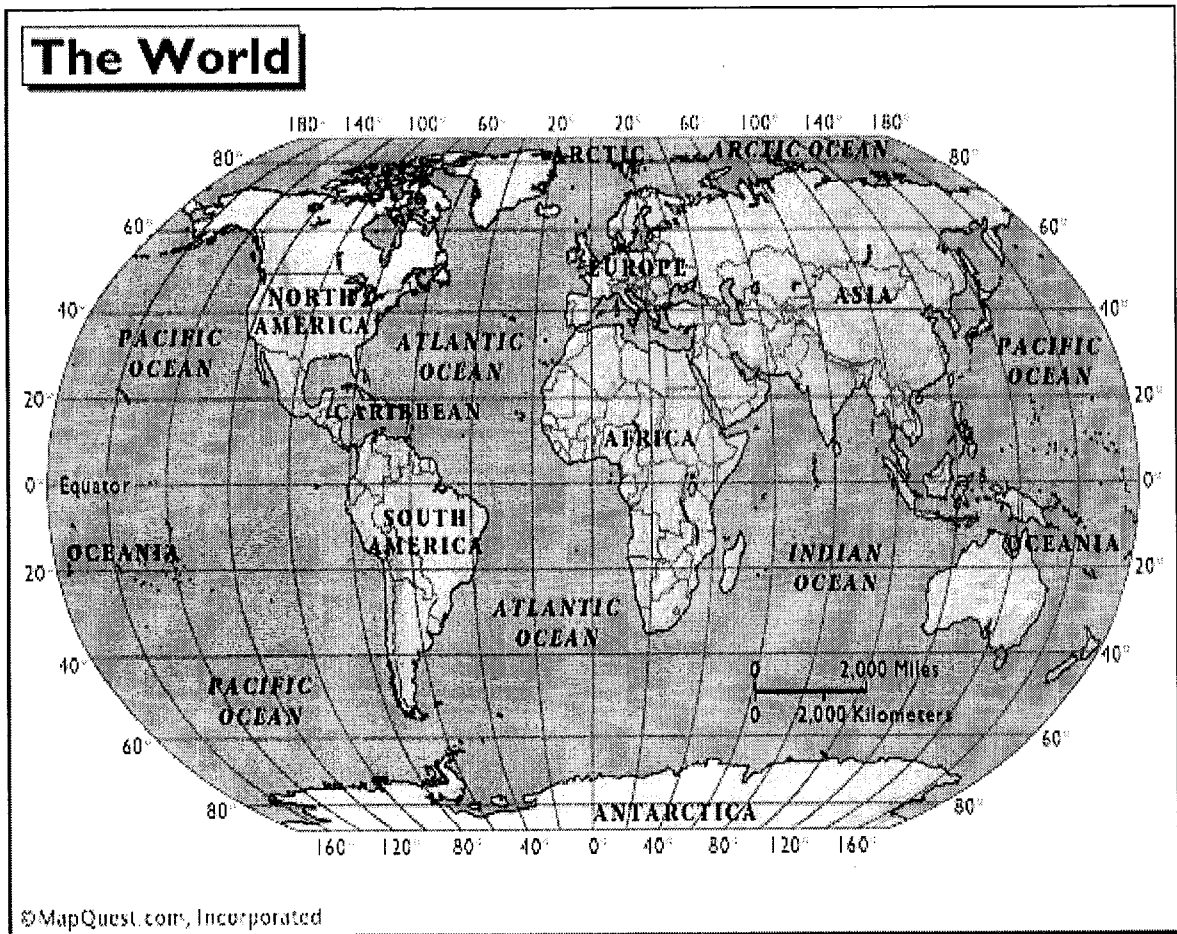 The World
180° 140° 100° 60° 20° 20° 60° 100° 140° 180°
80° ARCTIC ARCTIC OCEAN 80°
60° 60°
EUROPE
NORTH
AMERICA
ASIA
40° 40°
PACIFIC
OCEAN
ATLANTIC
OCEAN
PACIFIC
OCEAN
20° CARIBBEAN 20°
AFRICA
0° Equator 0°
SOUTH
AMERICA
OCEANIA
INDIAN
OCEAN
OCEANIA
20° 20°
ATLANTIC
OCEAN
40° 40°
0 2,000 Miles
0 2,000 Kilometers
PACIFIC
OCEAN
60° 60°
80° ANTARCTICA 80°
160° 120° 80° 40° 0° 40° 80° 120° 160°
©MapQuest.com, Incorporated